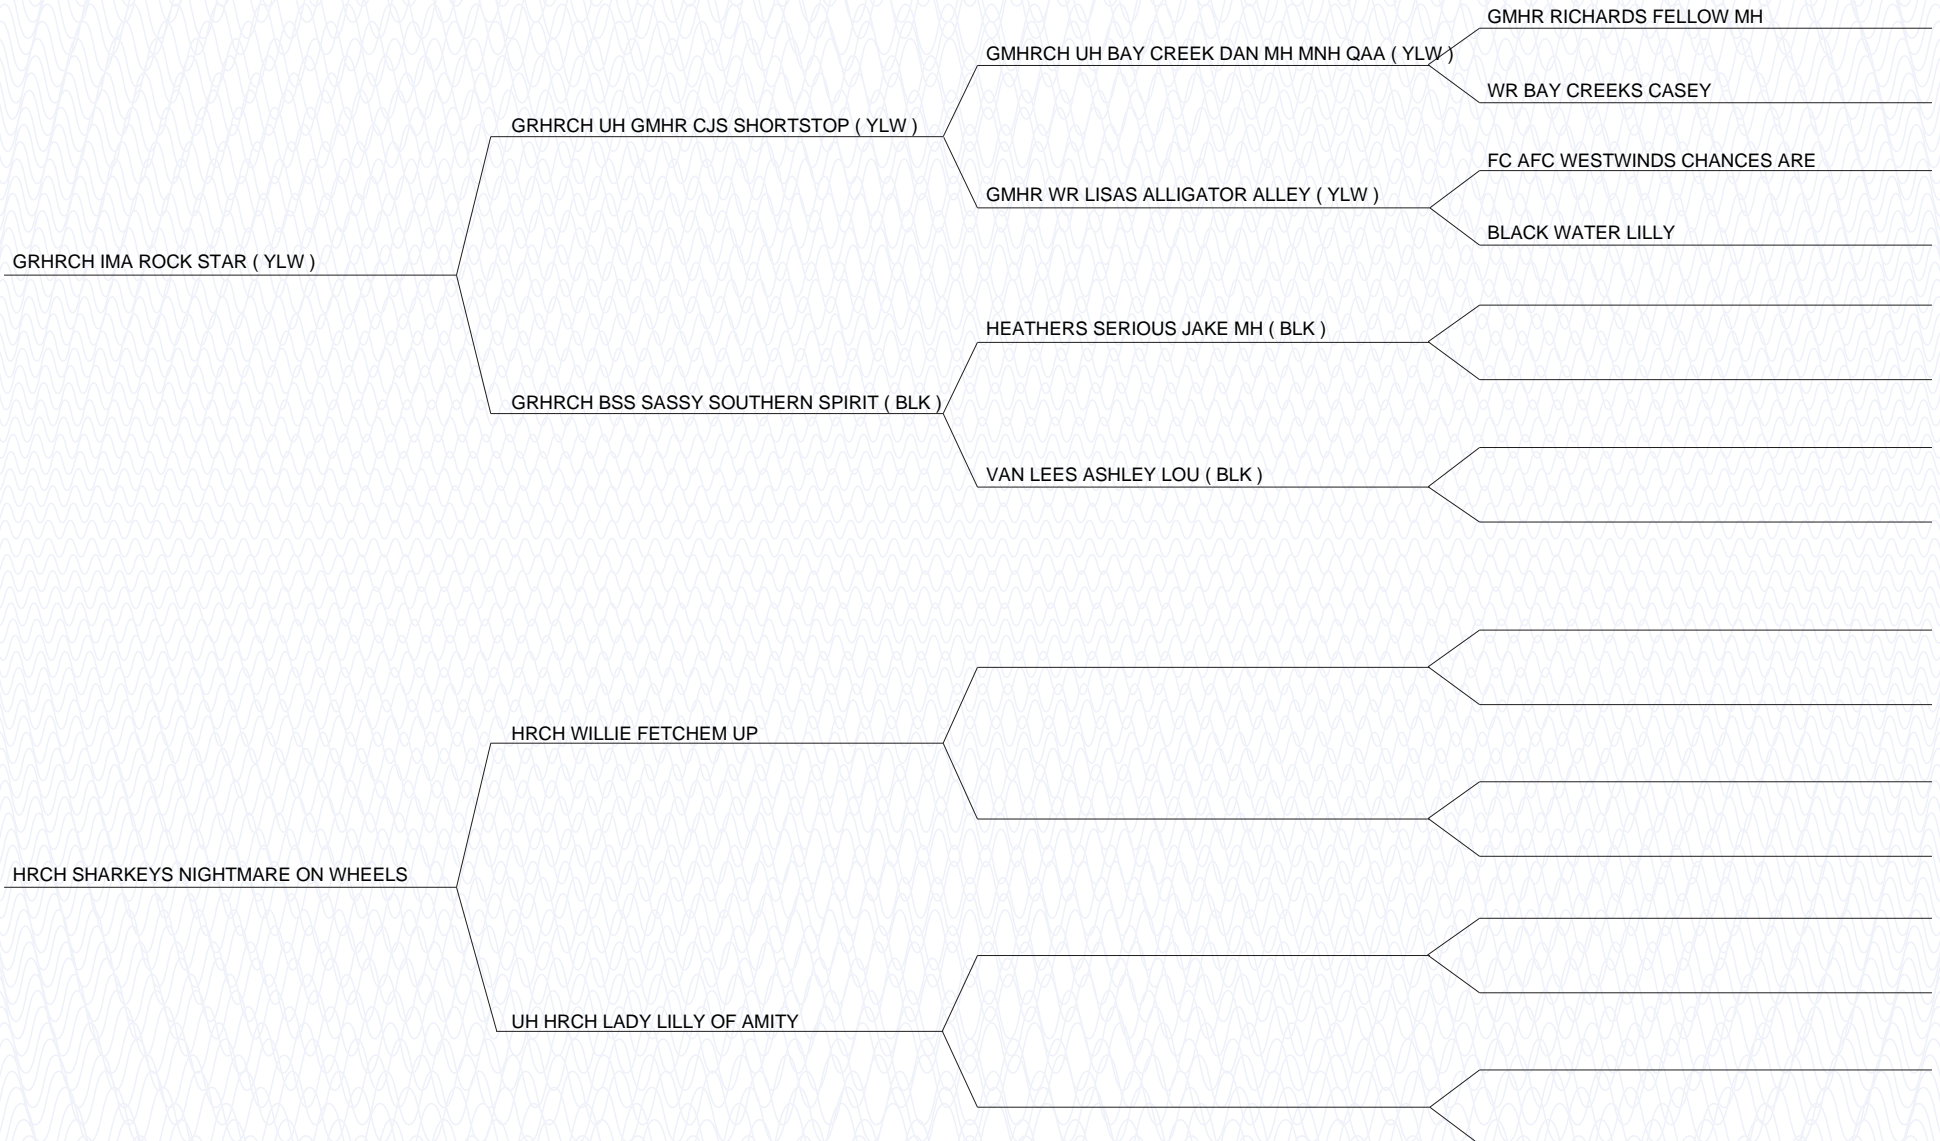 GMHR RICHARDS FELLOW MH
GMHRCH UH BAY CREEK DAN MH MNH QAA ( YLW )
WR BAY CREEKS CASEY
GRHRCH UH GMHR CJS SHORTSTOP ( YLW )
FC AFC WESTWINDS CHANCES ARE
GMHR WR LISAS ALLIGATOR ALLEY ( YLW )
BLACK WATER LILLY
GRHRCH IMA ROCK STAR ( YLW )
HEATHERS SERIOUS JAKE MH ( BLK )
GRHRCH BSS SASSY SOUTHERN SPIRIT ( BLK )
VAN LEES ASHLEY LOU ( BLK )
HRCH WILLIE FETCHEM UP
HRCH SHARKEYS NIGHTMARE ON WHEELS
UH HRCH LADY LILLY OF AMITY